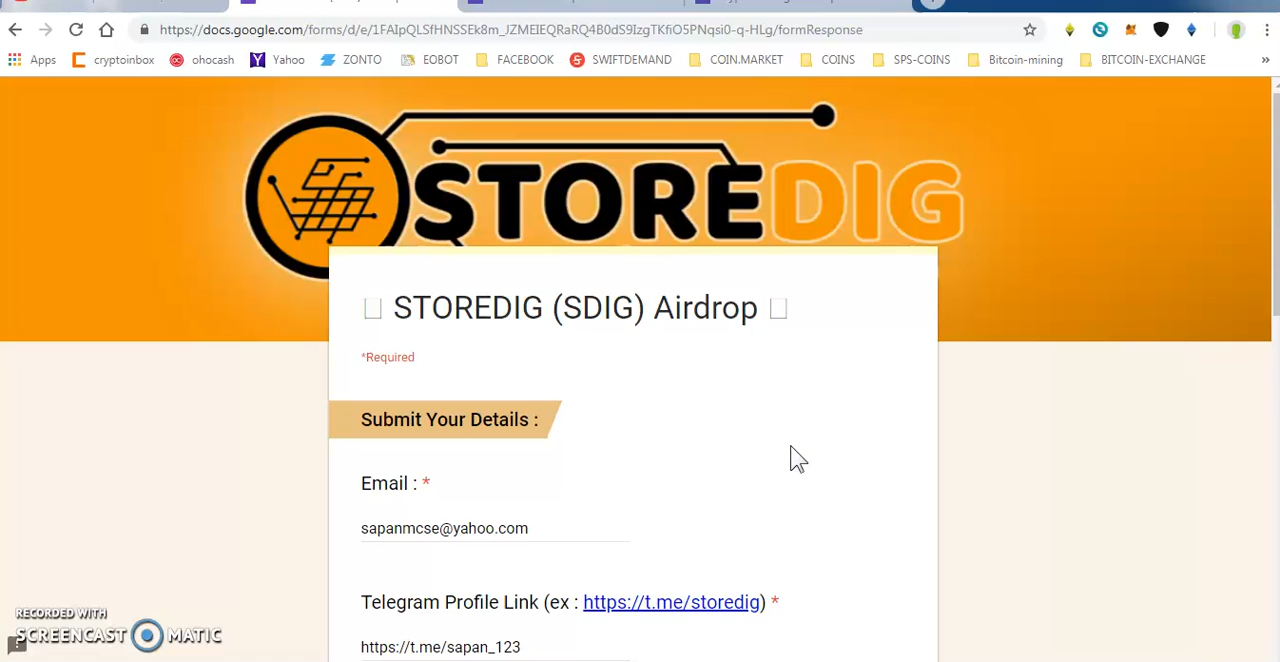 https://docs.google.com/forms/d/e/1FAIpQLSfHNSSEk8m_JZMEIEQRaRQ4B0dS9IzgTKfiO5PNqsi0-q-HLg/formResponse
Apps cryptoinbox ohocash Yahoo ZONTO EOBOT FACEBOOK SWIFTDEMAND COIN.MARKET COINS SPS-COINS Bitcoin-mining BITCOIN-EXCHANGE »
STOREDIG
STOREDIG (SDIG) Airdrop
*Required
Submit Your Details :
Email : *
sapanmcse@yahoo.com
Telegram Profile Link (ex : https://t.me/storedig) *
https://t.me/sapan_123
RECORDED WITH
SCREENCAST MATIC